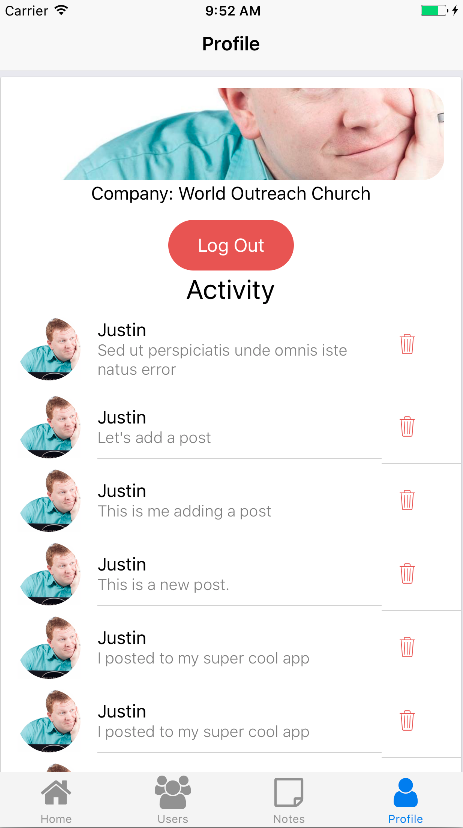 Carrier 9:52 AM
Profile
Company: World Outreach Church
Log Out
Activity
Justin
Sed ut perspiciatis unde omnis iste
natus error
Justin
Let's add a post
Justin
This is me adding a post
Justin
This is a new post.
Justin
I posted to my super cool app
Justin
I posted to my super cool app
Home Users Notes Profile